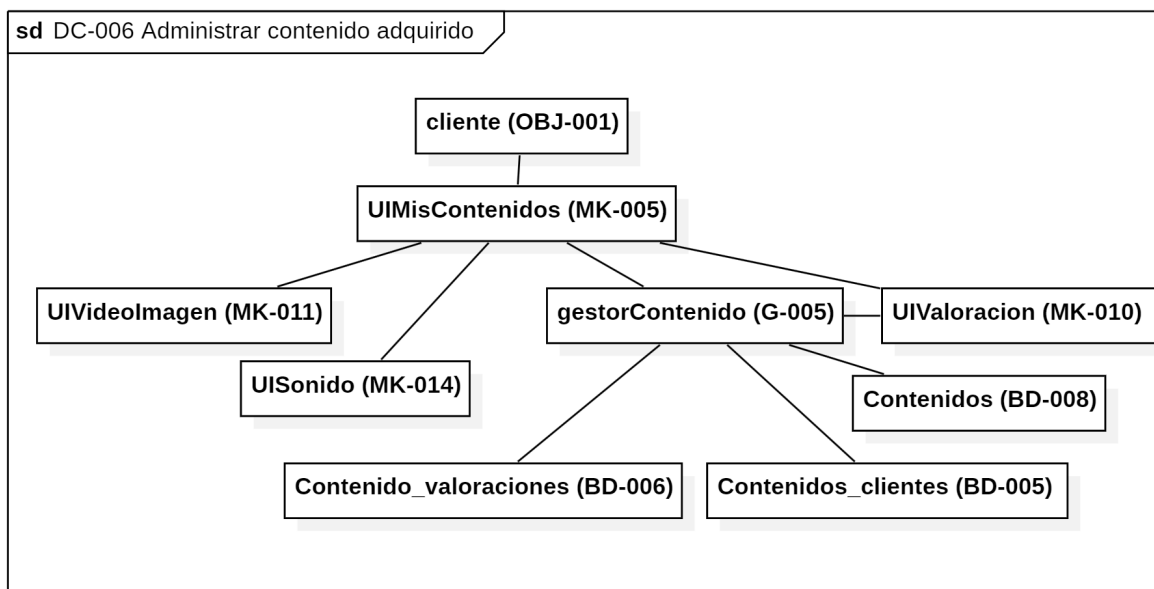 sd DC-006 Administrar contenido adquirido
cliente (OBJ-001)
UIMisContenidos (MK-005)
UIVideoImagen (MK-011)
gestorContenido (G-005)
UIValoracion (MK-010)
UISonido (MK-014)
Contenidos (BD-008)
Contenido_valoraciones (BD-006)
Contenidos_clientes (BD-005)